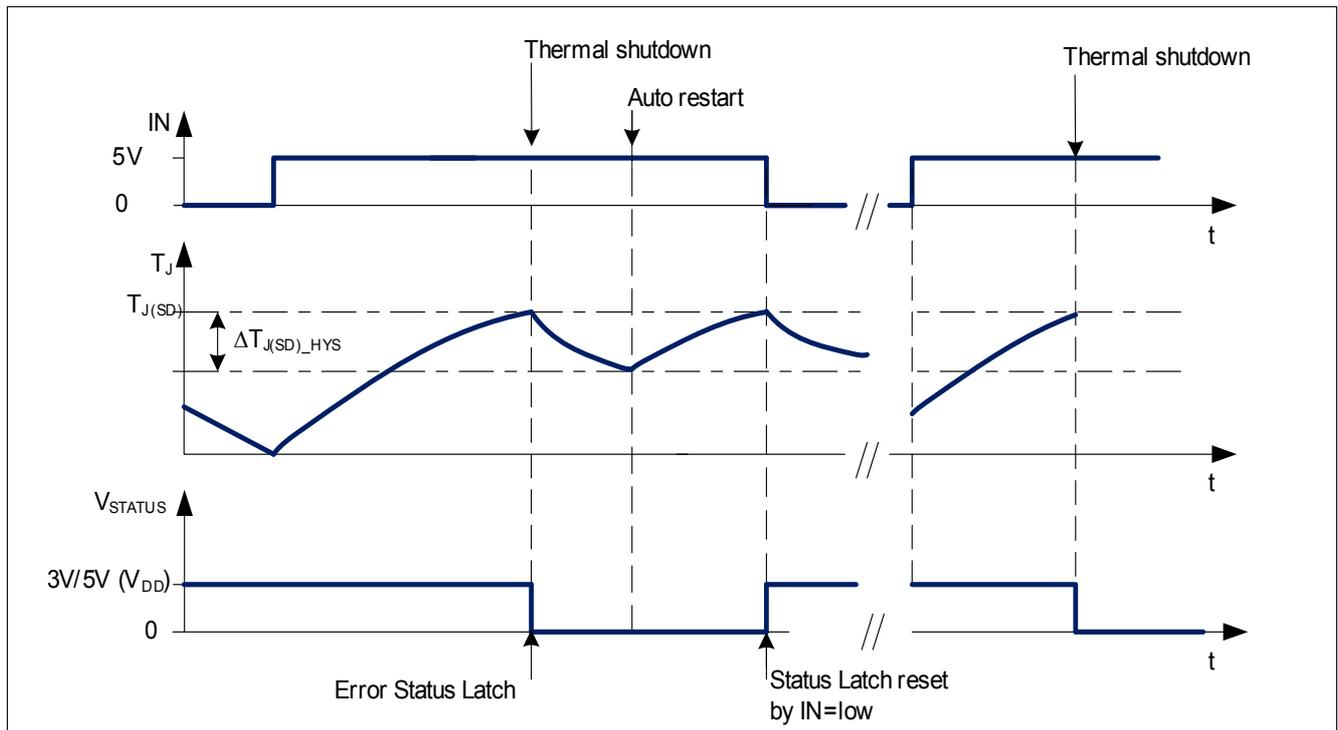 Thermal shutdown
Thermal shutdown
Auto restart
IN
5V
0
t
TJ
TJ(SD)
ΔTJ(SD)_HYS
t
VSTATUS
3V/5V (VDD)
0
t
Error Status Latch
Status Latch reset
by IN=low